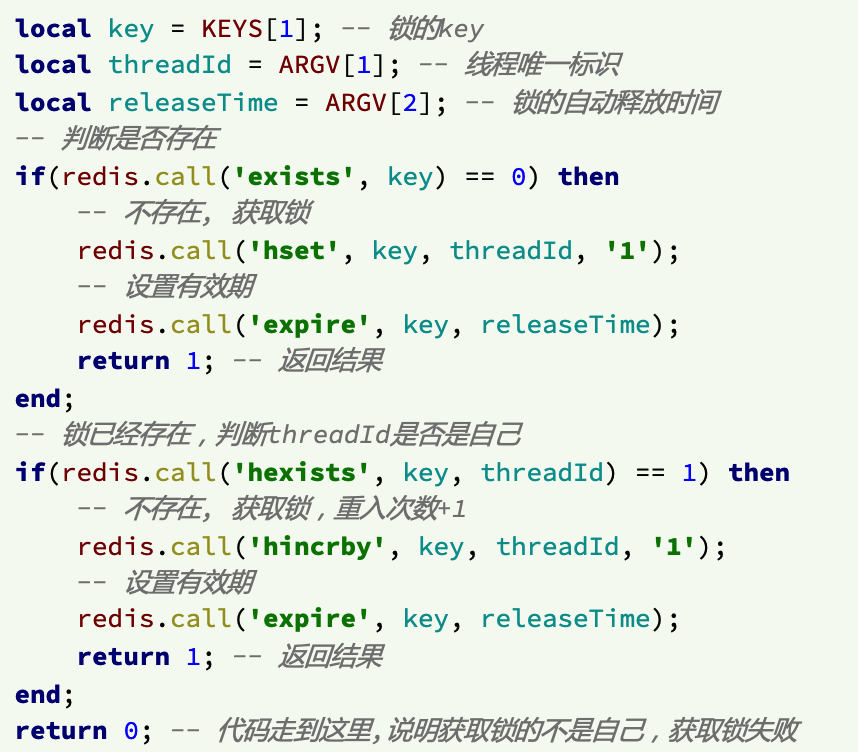 local key = KEYS[1]; -- 锁的key
local threadId = ARGV[1]; -- 线程唯一标识
local releaseTime = ARGV[2]; -- 锁的自动释放时间
-- 判断是否存在
if(redis.call('exists', key) == 0) then
    -- 不存在, 获取锁
    redis.call('hset', key, threadId, '1');
    -- 设置有效期
    redis.call('expire', key, releaseTime);
    return 1; -- 返回结果
end;
-- 锁已经存在，判断threadId是否是自己
if(redis.call('hexists', key, threadId) == 1) then
    -- 不存在, 获取锁，重入次数+1
    redis.call('hincrby', key, threadId, '1');
    -- 设置有效期
    redis.call('expire', key, releaseTime);
    return 1; -- 返回结果
end;
return 0; -- 代码走到这里,说明获取锁的不是自己，获取锁失败